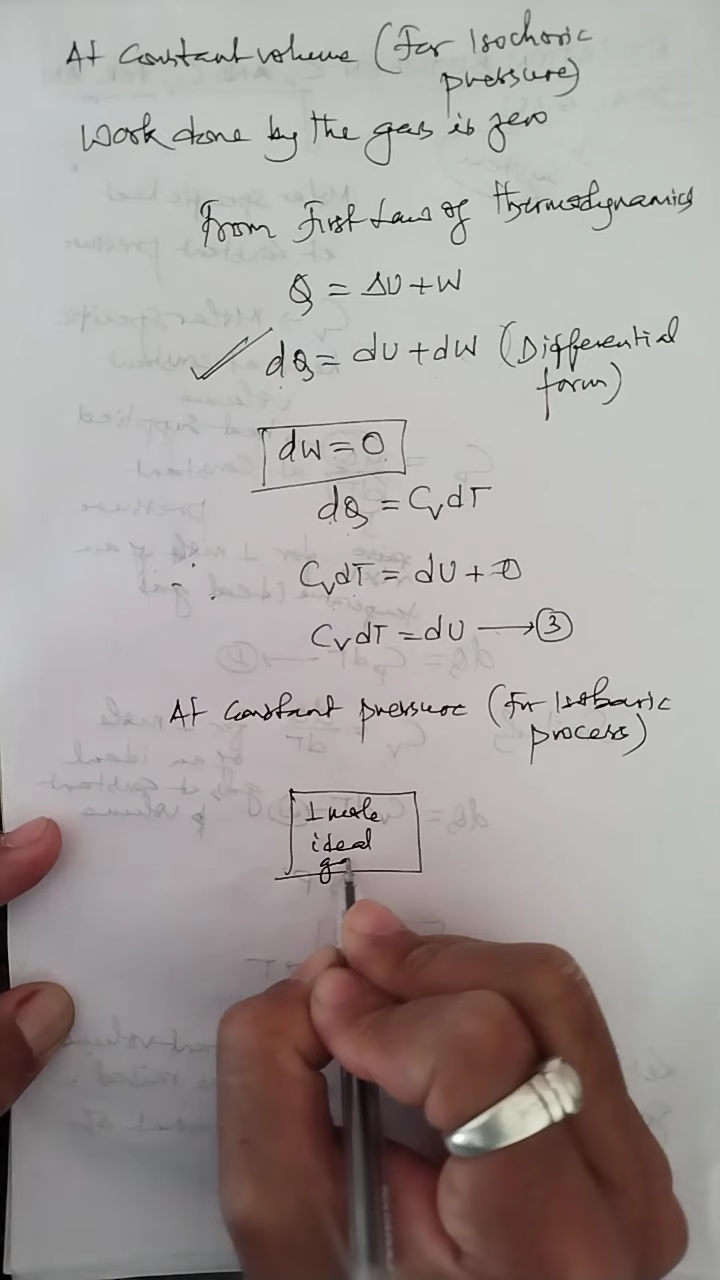 At constant volume (For Isochoric
pressure)
Work done by the gas is zero
From First Law of thermodynamics
Q = ΔU + W
dQ = dU + dW (Differential
form)
dW = 0
dQ = CvdT
CvdT = dU + 0
CvdT = dU → ③
At constant pressure (For Isobaric
process)
1 mole
ideal